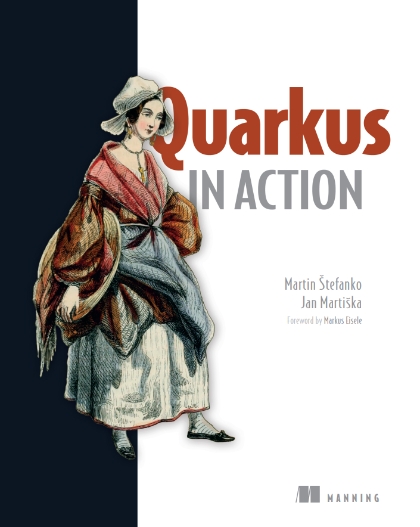 Quarkus
IN ACTION
Martin Štefanko
Jan Martiška
Foreword by Markus Eisele
MANNING